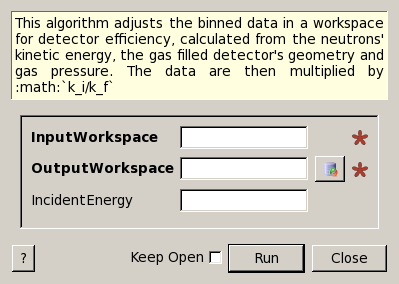 This algorithm adjusts the binned data in a workspace
for detector efficiency, calculated from the neutrons'
kinetic energy, the gas filled detector's geometry and
gas pressure. The data are then multiplied by
:math:`k_i/k_f`
InputWorkspace
OutputWorkspace
IncidentEnergy
? Keep Open Run Close